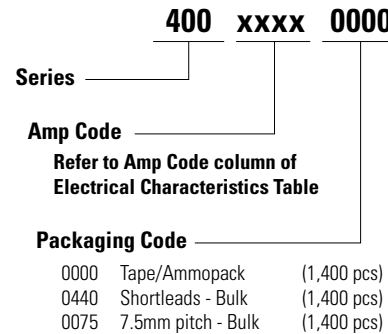 400 xxxx 0000
Series
Amp Code
Refer to Amp Code column of
Electrical Characteristics Table
Packaging Code
0000 Tape/Ammopack (1,400 pcs)
0440 Shortleads - Bulk (1,400 pcs)
0075 7.5mm pitch - Bulk (1,400 pcs)